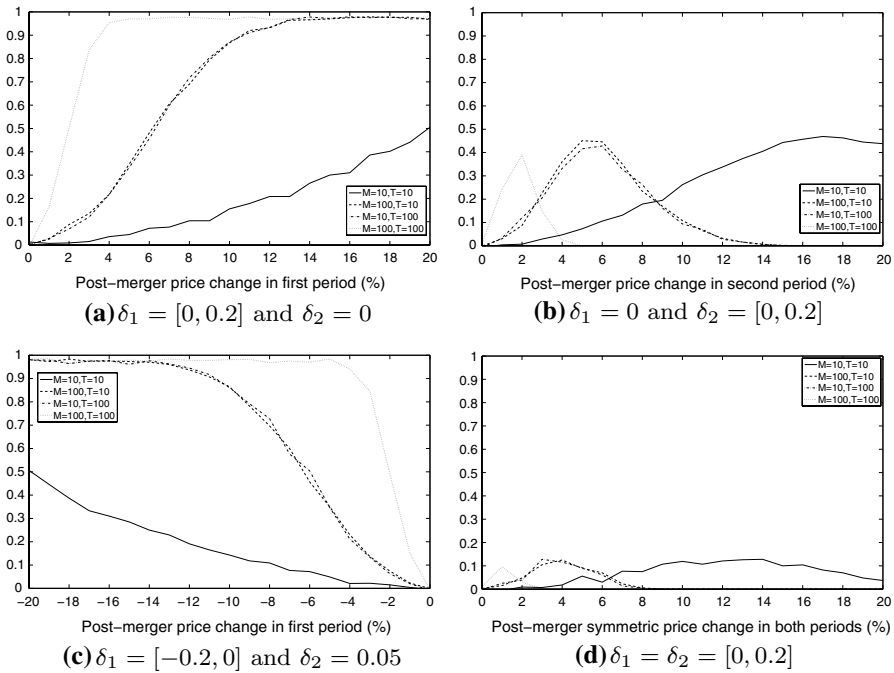 1
0.9
0.8
0.7
0.6
0.5
0.4
0.3
0.2
0.1
0
M=10,T=10
M=100,T=10
M=10,T=100
M=100,T=100
0 2 4 6 8 10 12 14 16 18 20
Post−merger price change in first period (%)
(a) δ1 = [0, 0.2] and δ2 = 0
1
0.9
0.8
0.7
0.6
0.5
0.4
0.3
0.2
0.1
0
M=10,T=10
M=100,T=10
M=10,T=100
M=100,T=100
0 2 4 6 8 10 12 14 16 18 20
Post−merger price change in second period (%)
(b) δ1 = 0 and δ2 = [0, 0.2]
1
0.9
0.8
0.7
0.6
0.5
0.4
0.3
0.2
0.1
0
M=10,T=10
M=100,T=10
M=10,T=100
M=100,T=100
−20 −18 −16 −14 −12 −10 −8 −6 −4 −2 0
Post−merger price change in first period (%)
(c) δ1 = [−0.2, 0] and δ2 = 0.05
1
0.9
0.8
0.7
0.6
0.5
0.4
0.3
0.2
0.1
0
M=10,T=10
M=100,T=10
M=10,T=100
M=100,T=100
0 2 4 6 8 10 12 14 16 18 20
Post−merger symmetric price change in both periods (%)
(d) δ1 = δ2 = [0, 0.2]